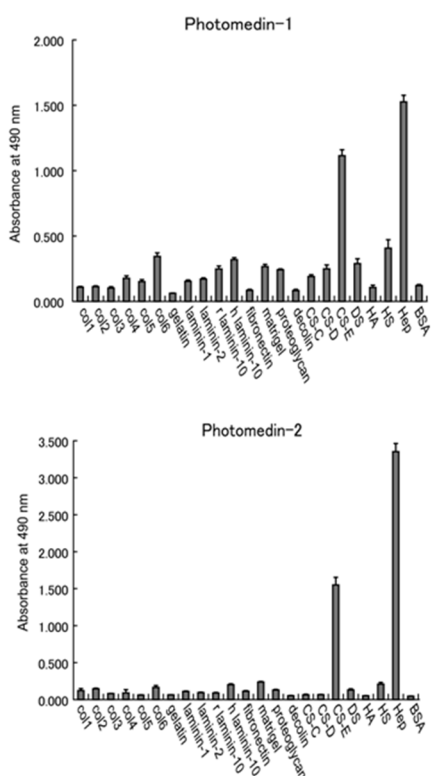 Photomedin-1
Absorbance at 490 nm
2.000
1.500
1.000
0.500
0.000
col1
col2
col3
col4
col5
col6
gelatin
laminin-1
laminin-2
r laminin-10
h laminin-10
fibronectin
matrigel
proteoglycan
decolin
CS-C
CS-D
CS-E
DS
HA
HS
Hep
BSA
Photomedin-2
Absorbance at 490 nm
3.500
3.000
2.500
2.000
1.500
1.000
0.500
0.000
col1
col2
col3
col4
col5
col6
gelatin
laminin-1
laminin-2
r laminin-10
h laminin-10
fibronectin
matrigel
proteoglycan
decolin
CS-C
CS-D
CS-E
DS
HA
HS
Hep
BSA